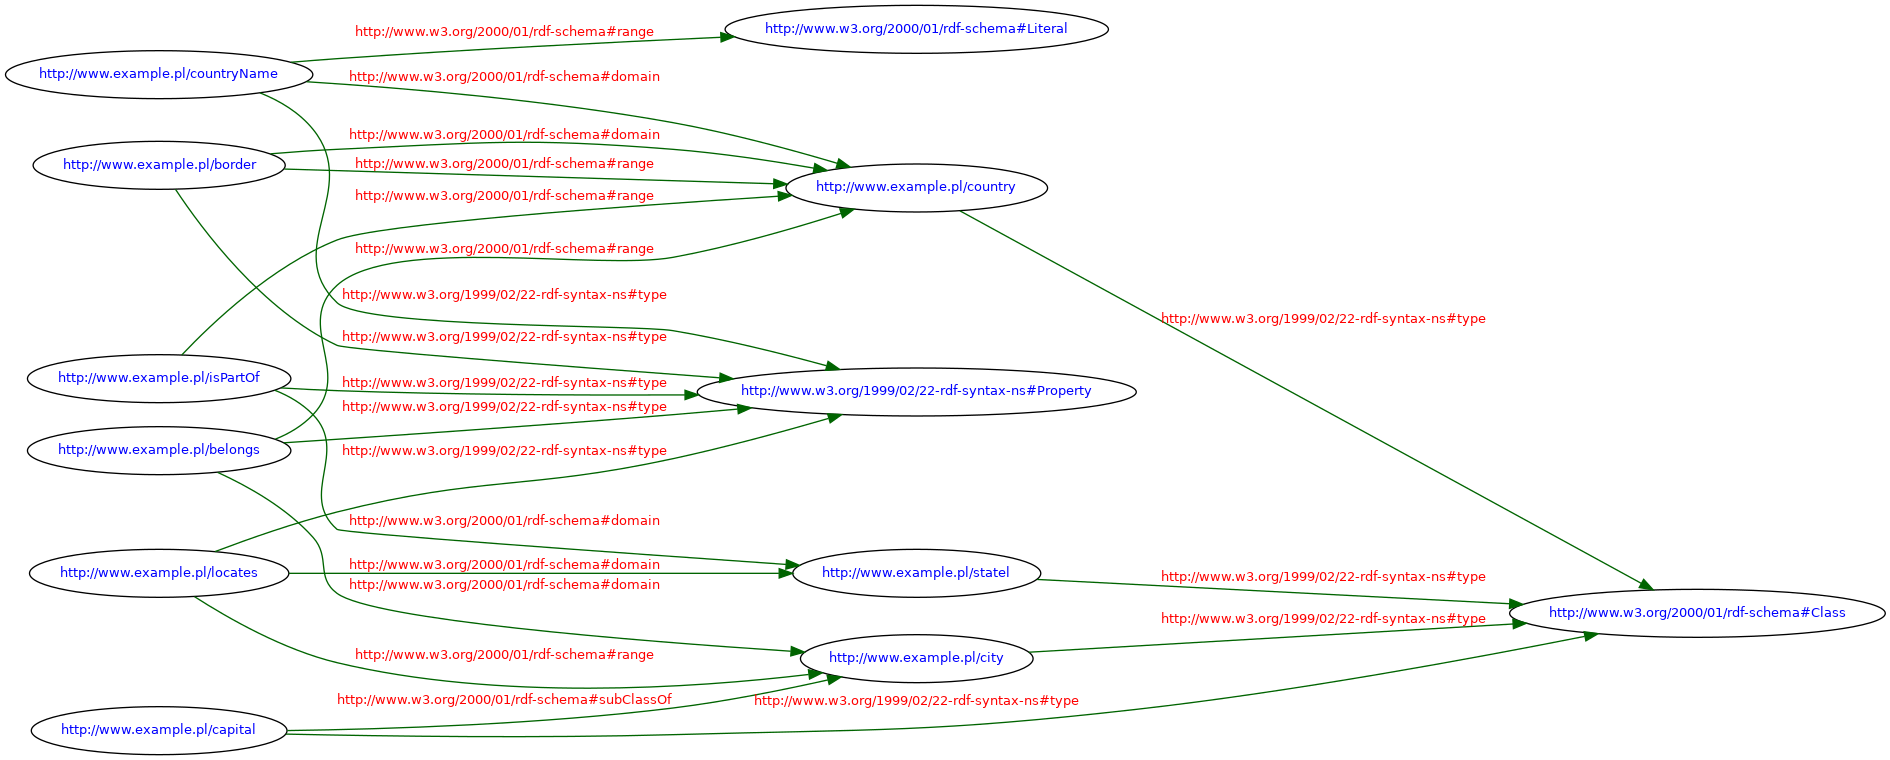 http://www.w3.org/2000/01/rdf-schema#Literal
http://www.w3.org/2000/01/rdf-schema#range
http://www.example.pl/countryName
http://www.w3.org/2000/01/rdf-schema#domain
http://www.w3.org/2000/01/rdf-schema#domain
http://www.example.pl/border
http://www.w3.org/2000/01/rdf-schema#range
http://www.example.pl/country
http://www.w3.org/2000/01/rdf-schema#range
http://www.w3.org/2000/01/rdf-schema#range
http://www.w3.org/1999/02/22-rdf-syntax-ns#type
http://www.w3.org/1999/02/22-rdf-syntax-ns#type
http://www.w3.org/1999/02/22-rdf-syntax-ns#type
http://www.example.pl/isPartOf
http://www.w3.org/1999/02/22-rdf-syntax-ns#type
http://www.w3.org/1999/02/22-rdf-syntax-ns#Property
http://www.w3.org/1999/02/22-rdf-syntax-ns#type
http://www.example.pl/belongs
http://www.w3.org/1999/02/22-rdf-syntax-ns#type
http://www.w3.org/2000/01/rdf-schema#domain
http://www.w3.org/2000/01/rdf-schema#domain
http://www.example.pl/locates
http://www.example.pl/statel
http://www.w3.org/1999/02/22-rdf-syntax-ns#type
http://www.w3.org/2000/01/rdf-schema#domain
http://www.w3.org/2000/01/rdf-schema#Class
http://www.w3.org/1999/02/22-rdf-syntax-ns#type
http://www.w3.org/2000/01/rdf-schema#range
http://www.example.pl/city
http://www.w3.org/2000/01/rdf-schema#subClassOf
http://www.w3.org/1999/02/22-rdf-syntax-ns#type
http://www.example.pl/capital